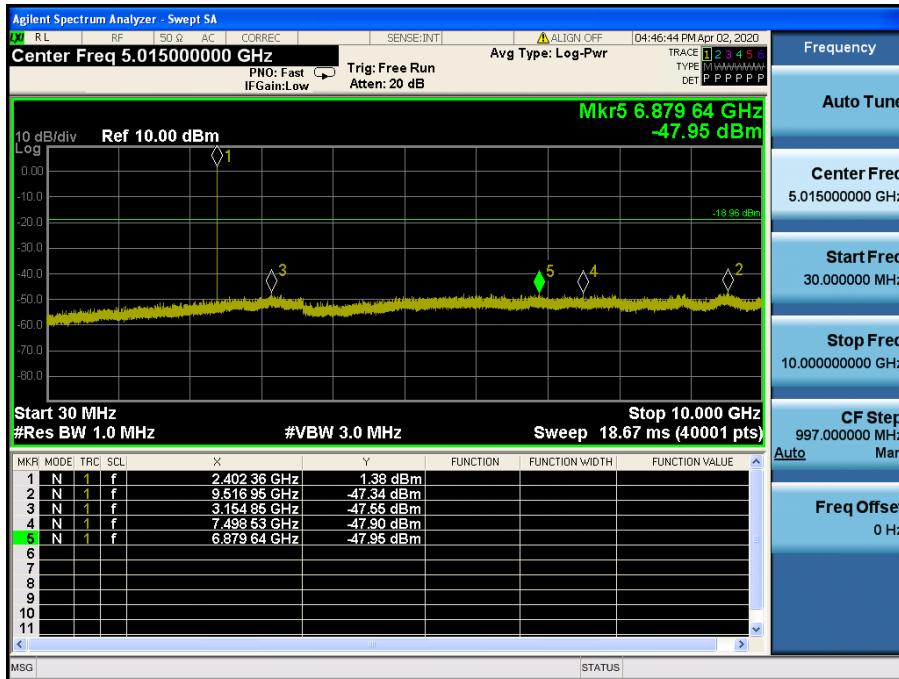 Agilent Spectrum Analyzer - Swept SA
LXI RL RF 50 Ω AC CORREC SENSE:INT ALIGN OFF 04:46:44 PM Apr 02, 2020
Center Freq 5.015000000 GHz
PNO: Fast
IFGain:Low
Trig: Free Run
Atten: 20 dB
Avg Type: Log-Pwr
TRACE 1 2 3 4 5 6
TYPE MWWWWW
DET P P P P P P
Mkr5 6.879 64 GHz
-47.95 dBm
10 dB/div
Log
Ref 10.00 dBm
0.00
-10.0
-20.0
-30.0
-40.0
-50.0
-60.0
-70.0
-80.0
1
3
5
4
2
-18.98 dBm
Start 30 MHz
Stop 10.000 GHz
#Res BW 1.0 MHz
#VBW 3.0 MHz
Sweep 18.67 ms (40001 pts)
MKR MODE TRC SCL X Y FUNCTION FUNCTION WIDTH FUNCTION VALUE
1 N 1 f 2.402 36 GHz 1.38 dBm
2 N 1 f 9.516 95 GHz -47.34 dBm
3 N 1 f 3.154 85 GHz -47.55 dBm
4 N 1 f 7.498 53 GHz -47.90 dBm
5 N 1 f 6.879 64 GHz -47.95 dBm
6
7
8
9
10
11
MSG
STATUS
Frequency
Auto Tune
Center Freq
5.015000000 GHz
Start Freq
30.000000 MHz
Stop Freq
10.000000000 GHz
CF Step
997.000000 MHz
Auto Man
Freq Offset
0 Hz